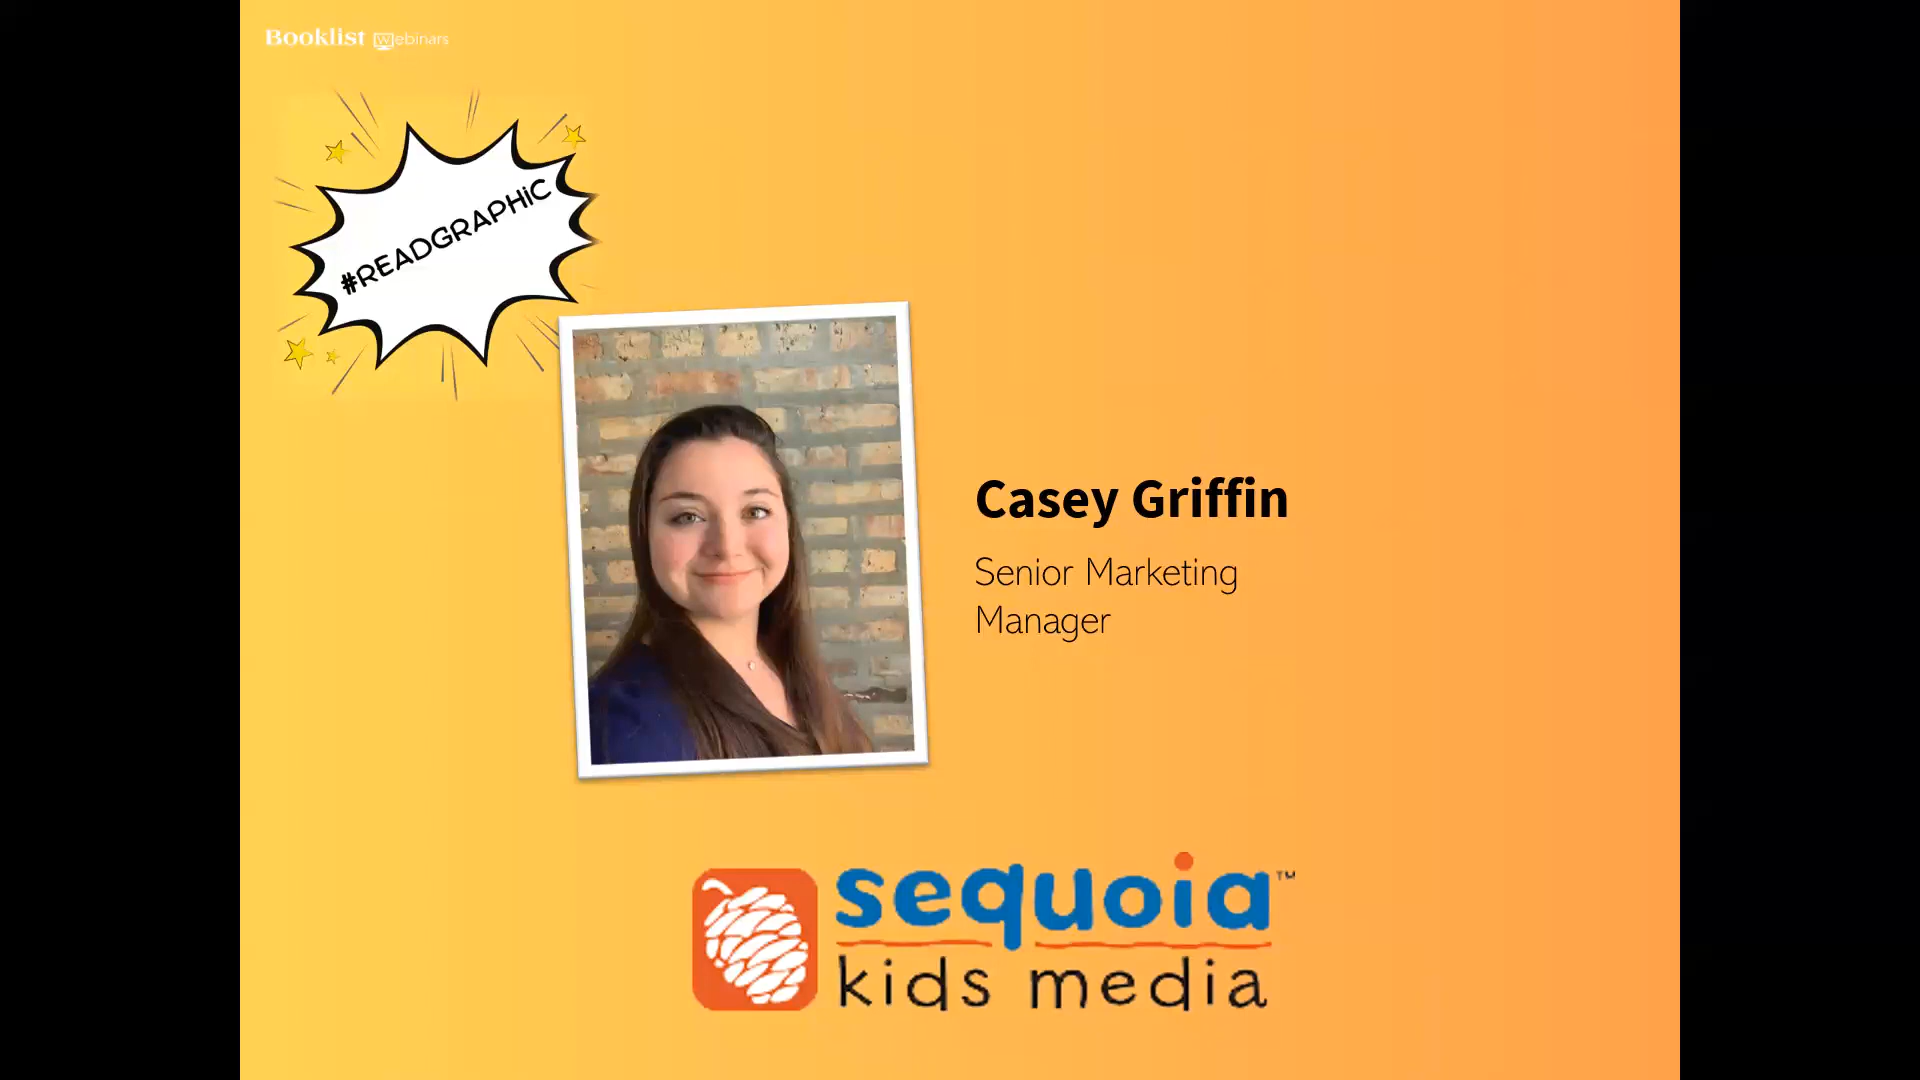 Booklist Webinars
#READGRAPHiC
Casey Griffin
Senior Marketing
Manager
sequoia™
kids media